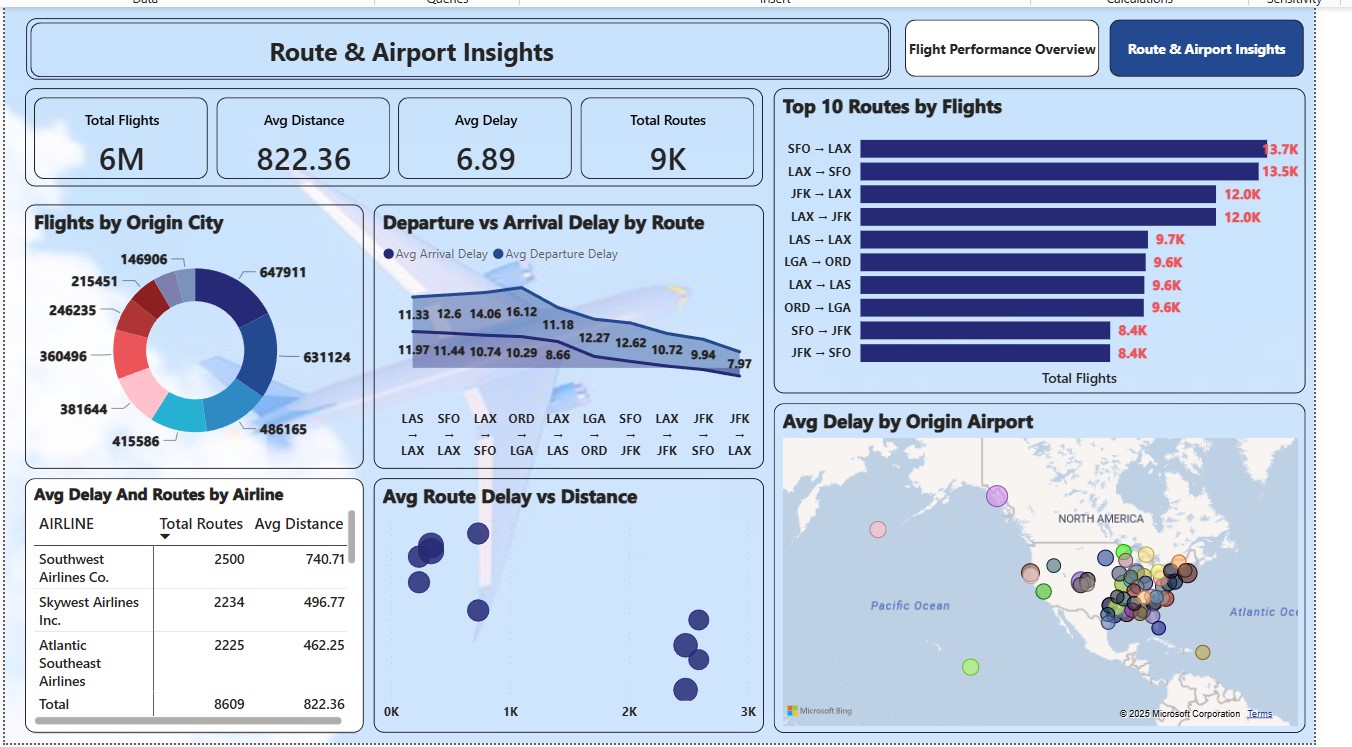 Data
Queries
Insert
Calculations
Sensitivity
Route & Airport Insights
Flight Performance Overview
Route & Airport Insights
Total Flights
6M
Avg Distance
822.36
Avg Delay
6.89
Total Routes
9K
Top 10 Routes by Flights
SFO → LAX 13.7K
LAX → SFO 13.5K
JFK → LAX 12.0K
LAX → JFK 12.0K
LAS → LAX 9.7K
LGA → ORD 9.6K
LAX → LAS 9.6K
ORD → LGA 9.6K
SFO → JFK 8.4K
JFK → SFO 8.4K
Total Flights
Flights by Origin City
146906
647911
215451
246235
360496
631124
381644
486165
415586
Departure vs Arrival Delay by Route
Avg Arrival Delay Avg Departure Delay
11.33 12.6 14.06 16.12 11.18 12.27 12.62 10.72 9.94 7.97
11.97 11.44 10.74 10.29 8.66
LAS SFO LAX ORD LAX LGA SFO LAX JFK JFK
→ → → → → → → → → →
LAX LAX SFO LGA LAS ORD JFK JFK SFO LAX
Avg Delay And Routes by Airline
AIRLINE Total Routes Avg Distance
Southwest 2500 740.71
Airlines Co.
Skywest Airlines 2234 496.77
Inc.
Atlantic 2225 462.25
Southeast
Airlines
Total 8609 822.36
Avg Route Delay vs Distance
0K 1K 2K 3K
Avg Delay by Origin Airport
NORTH AMERICA
Pacific Ocean
Atlantic Oce
Microsoft Bing
© 2025 Microsoft Corporation Terms